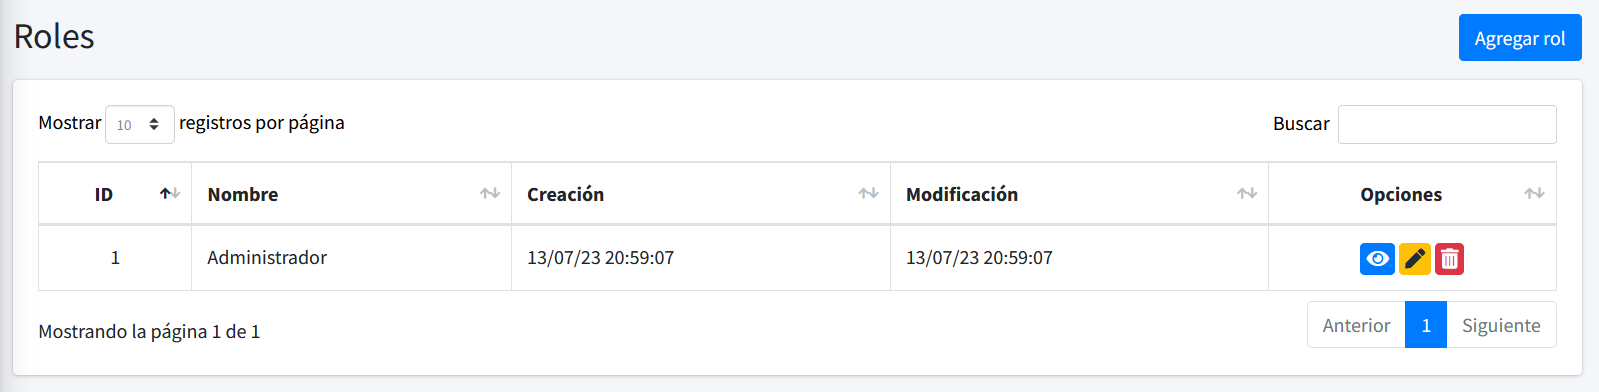 Roles
Agregar rol
Mostrar 10 registros por página
Buscar
ID Nombre Creación Modificación Opciones
1 Administrador 13/07/23 20:59:07 13/07/23 20:59:07
Mostrando la página 1 de 1
Anterior 1 Siguiente